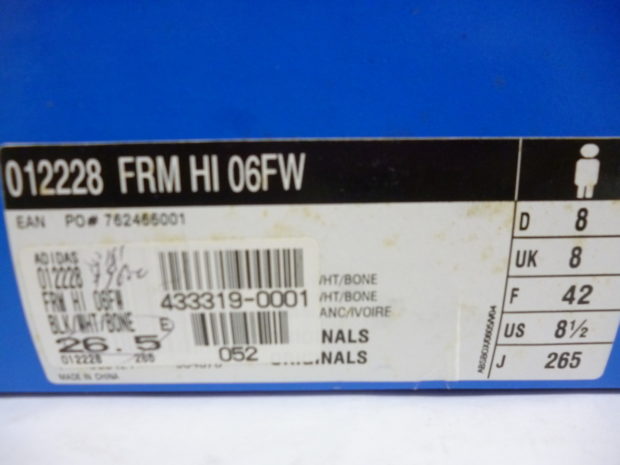 012228 FRM HI 06FW
EAN PO# 762466001
D 8
UK 8
F 42
US 8½
J 265
ADIDAS
012228
FRM HI 06FW
BLK/WHT/BONE
26.5
012228 265
433319-0001
052
/HT/BONE
/HT/BONE
ANC/IVOIRE
NALS
NALS
MADE IN CHINA